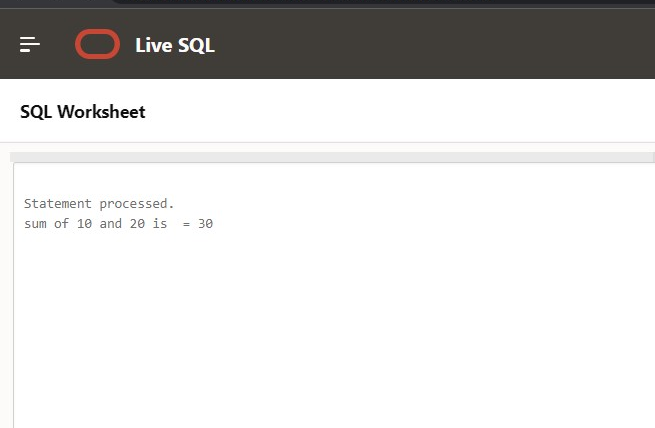 Live SQL
SQL Worksheet
Statement processed.
sum of 10 and 20 is  = 30